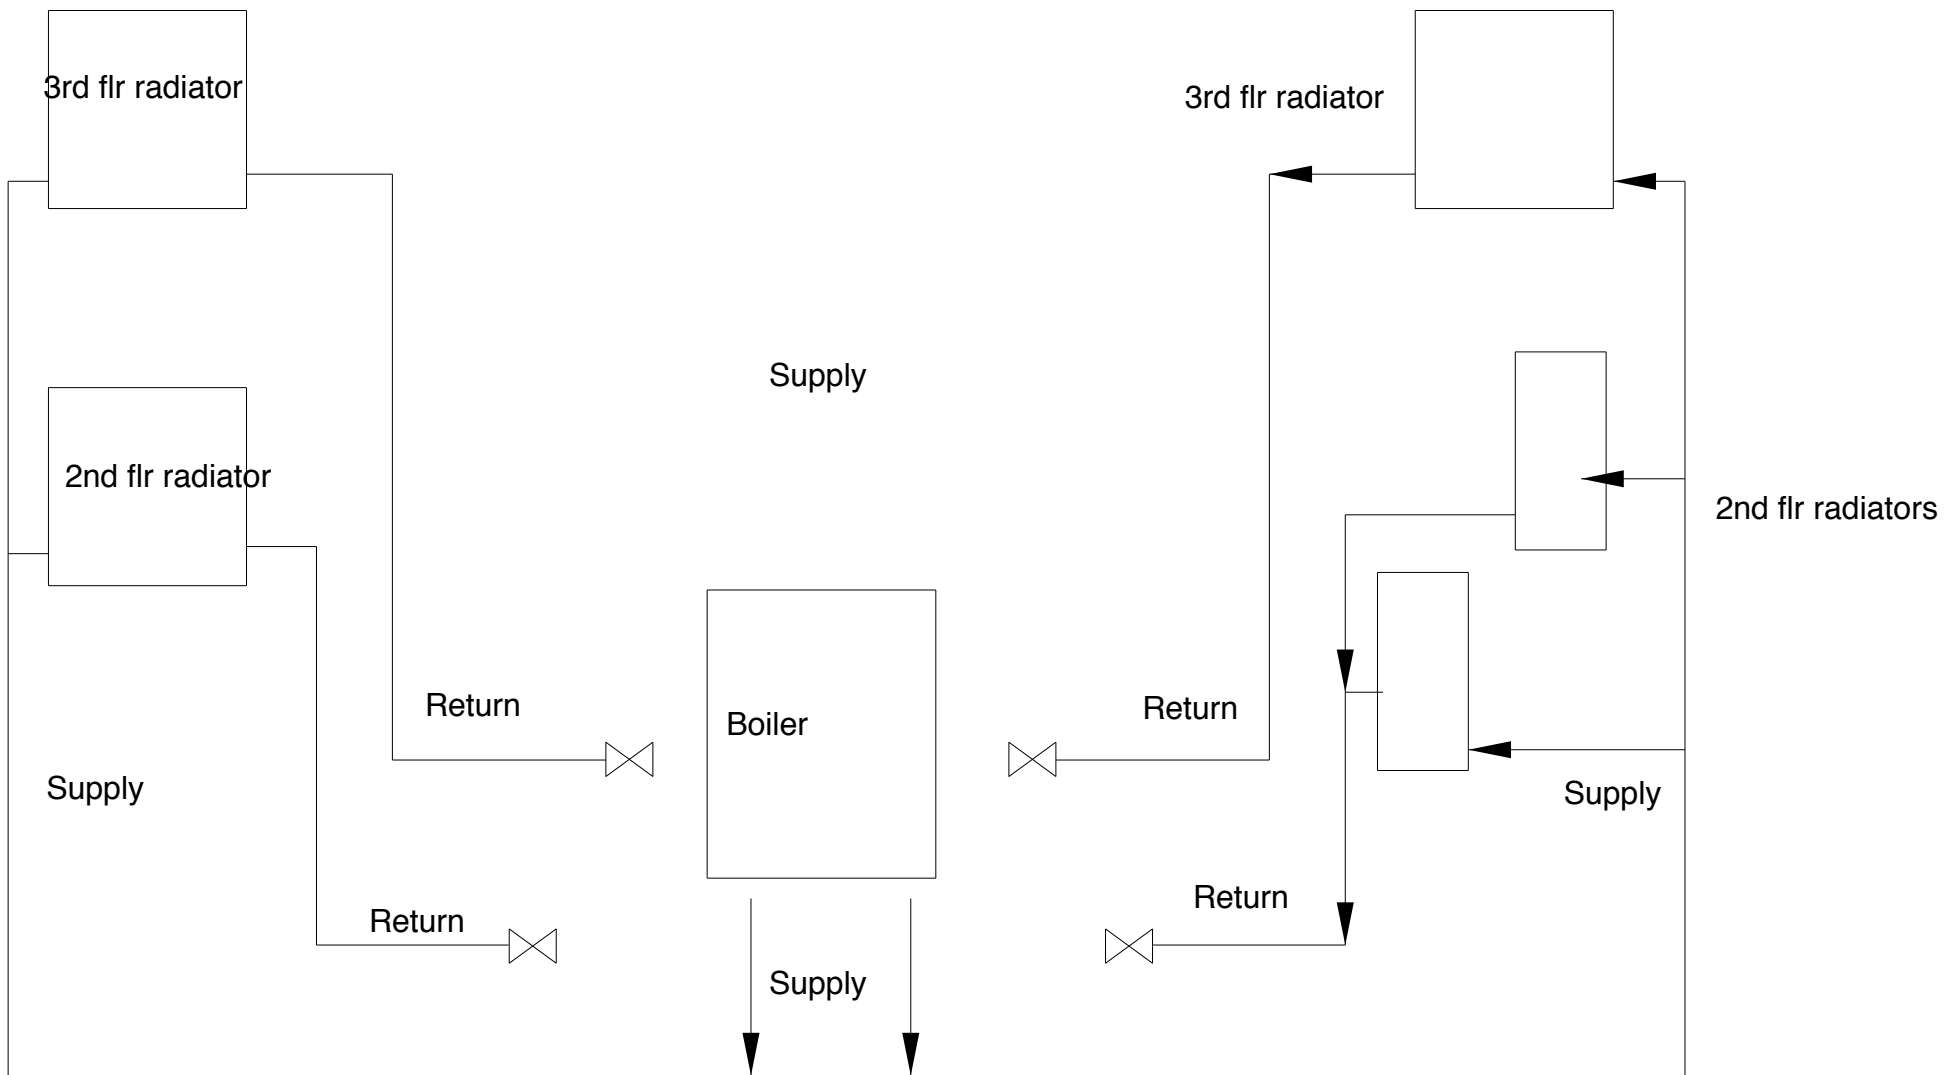 3rd flr radiator
3rd flr radiator
Supply
2nd flr radiator
2nd flr radiators
Return
Return
Boiler
Supply
Supply
Return
Return
Supply